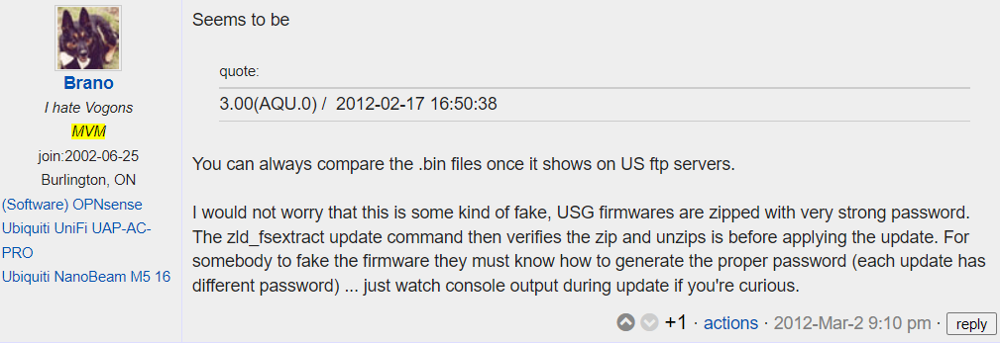 Brano
I hate Vogons
MVM
join:2002-06-25
Burlington, ON
(Software) OPNsense
Ubiquiti UniFi UAP-AC-
PRO
Ubiquiti NanoBeam M5 16
Seems to be
quote:
3.00(AQU.0) / 2012-02-17 16:50:38
You can always compare the .bin files once it shows on US ftp servers.
I would not worry that this is some kind of fake, USG firmwares are zipped with very strong password.
The zld_fsextract update command then verifies the zip and unzips is before applying the update. For
somebody to fake the firmware they must know how to generate the proper password (each update has
different password) ... just watch console output during update if you're curious.
+1 · actions · 2012-Mar-2 9:10 pm · reply